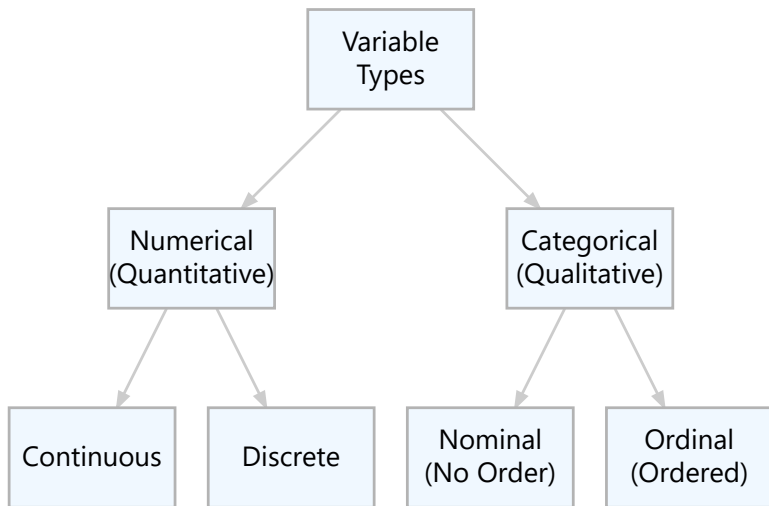 Variable
Types
Numerical
(Quantitative)
Categorical
(Qualitative)
Continuous
Discrete
Nominal
(No Order)
Ordinal
(Ordered)